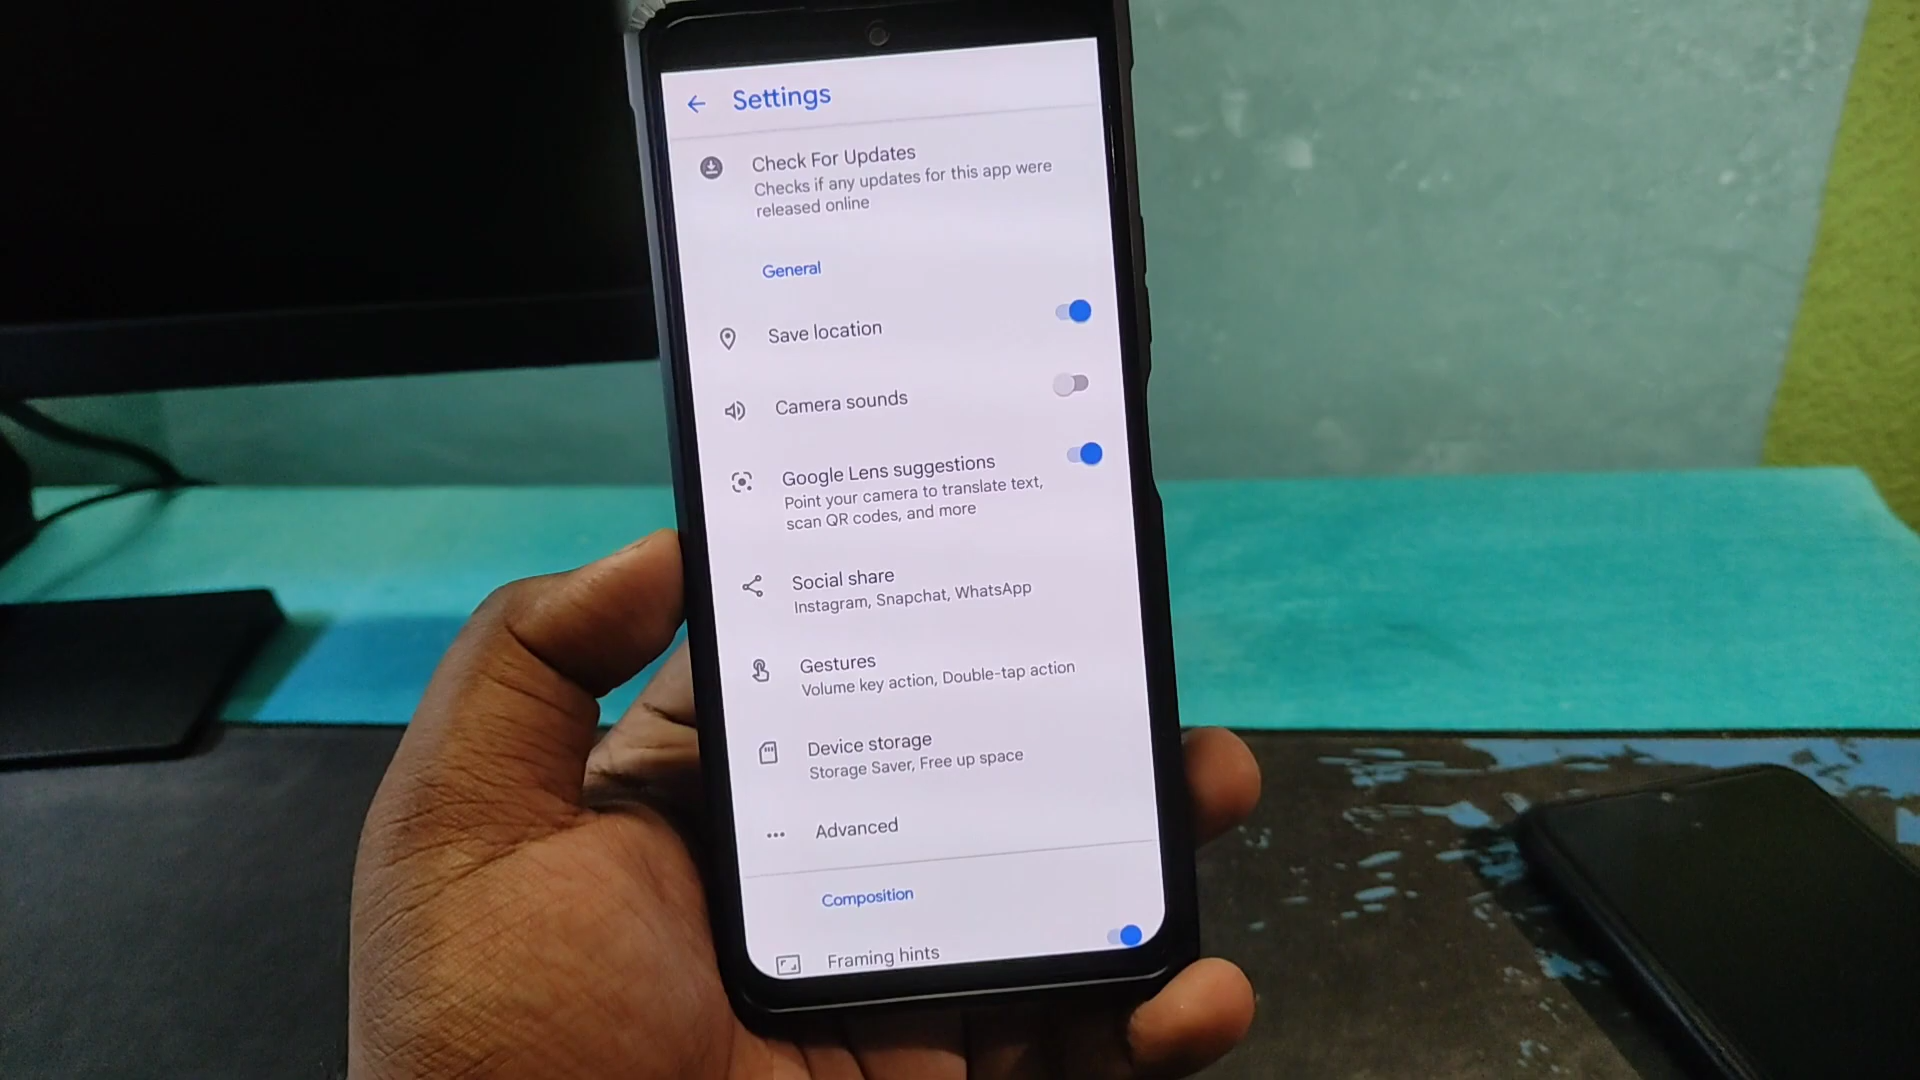 Settings
Check For Updates
Checks if any updates for this app were
released online
General
Save location
Camera sounds
Google Lens suggestions
Point your camera to translate text,
scan QR codes, and more
Social share
Instagram, Snapchat, WhatsApp
Gestures
Volume key action, Double-tap action
Device storage
Storage Saver, Free up space
Advanced
Composition
Framing hints